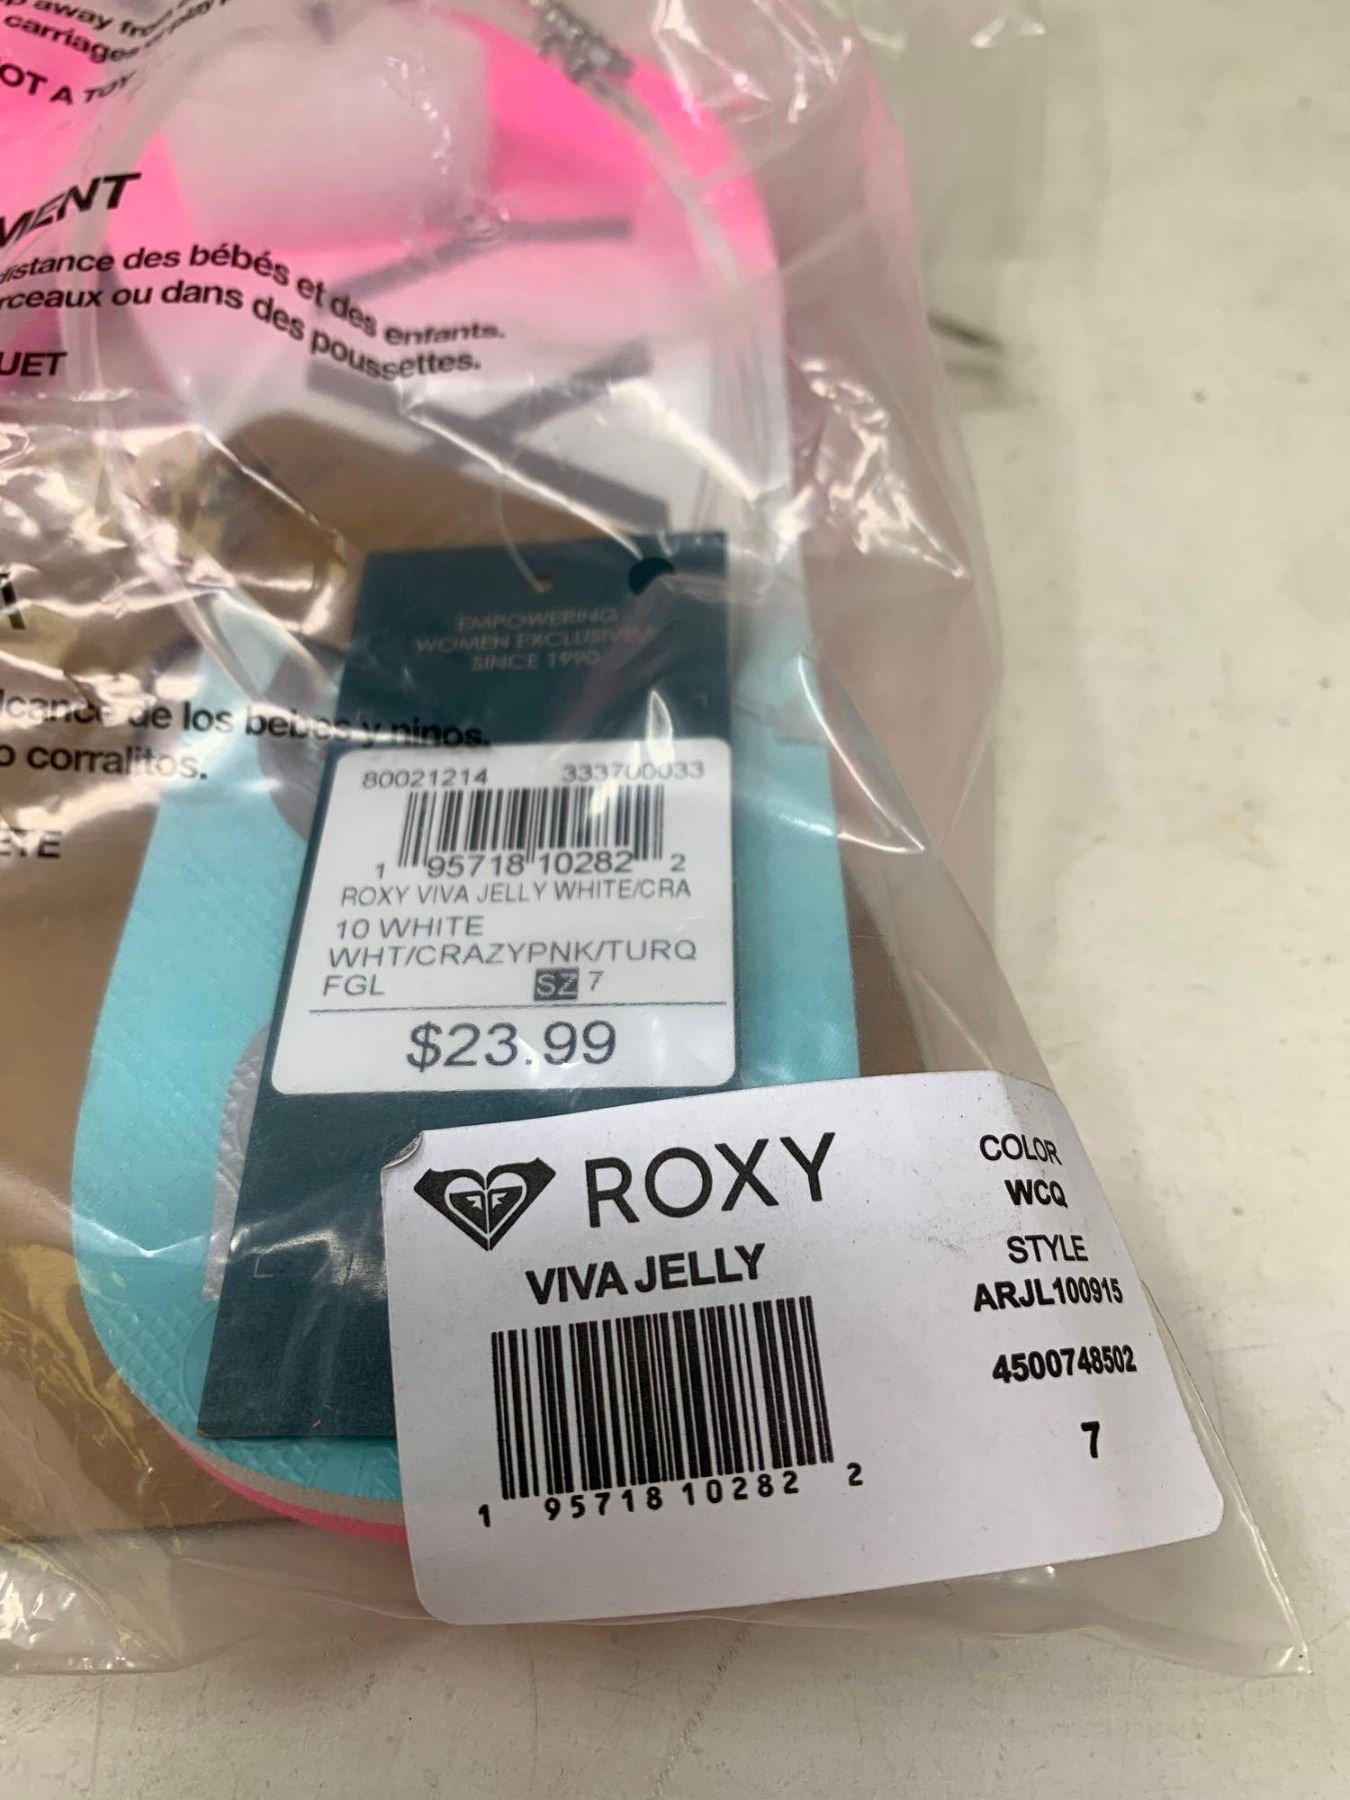 away
carriages
OT A TOY
MENT
distance des bébés et des enfants.
rceaux ou dans des poussettes.
UET
lcance de los bebes y ninos.
o corralitos.
ETE
EMPOWERING
WOMEN EXCLUSIVELY
SINCE 1990
80021214 333700033
1 95718 10282 2
ROXY VIVA JELLY WHITE/CRA
10 WHITE
WHT/CRAZYPNK/TURQ
FGL SZ 7
$23.99
ROXY
VIVA JELLY
1 95718 10282 2
COLOR
WCQ
STYLE
ARJL100915
4500748502
7